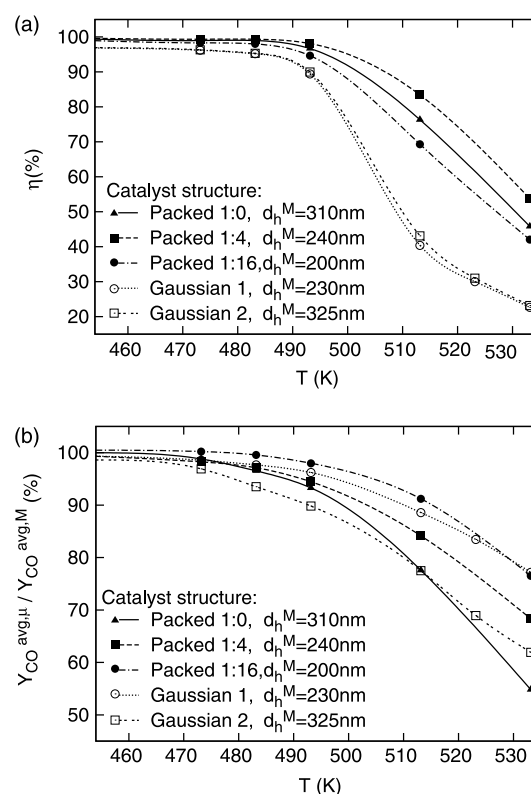 (a)
100
90
80
70
60
50
40
30
20
η(%)
Catalyst structure:
Packed 1:0, d_h^M=310nm
Packed 1:4, d_h^M=240nm
Packed 1:16, d_h^M=200nm
Gaussian 1, d_h^M=230nm
Gaussian 2, d_h^M=325nm
460 470 480 490 500 510 520 530
T (K)
(b)
100
90
80
70
60
50
Y_CO^avg,μ / Y_CO^avg,M (%)
Catalyst structure:
Packed 1:0, d_h^M=310nm
Packed 1:4, d_h^M=240nm
Packed 1:16, d_h^M=200nm
Gaussian 1, d_h^M=230nm
Gaussian 2, d_h^M=325nm
460 470 480 490 500 510 520 530
T (K)